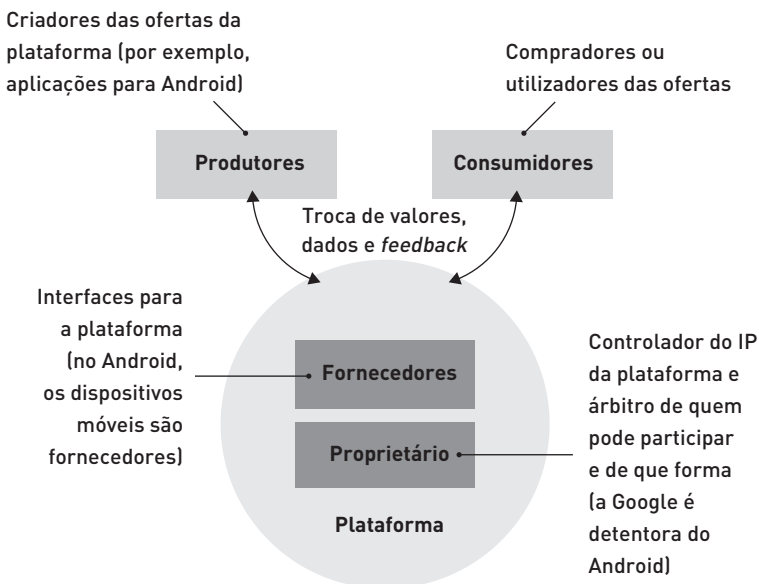 Criadores das ofertas da
plataforma (por exemplo,
aplicações para Android)
Compradores ou
utilizadores das ofertas
Produtores
Consumidores
Troca de valores,
dados e feedback
Interfaces para
a plataforma
(no Android,
os dispositivos
móveis são
fornecedores)
Fornecedores
Proprietário
Plataforma
Controlador do IP
da plataforma e
árbitro de quem
pode participar
e de que forma
(a Google é
detentora do
Android)